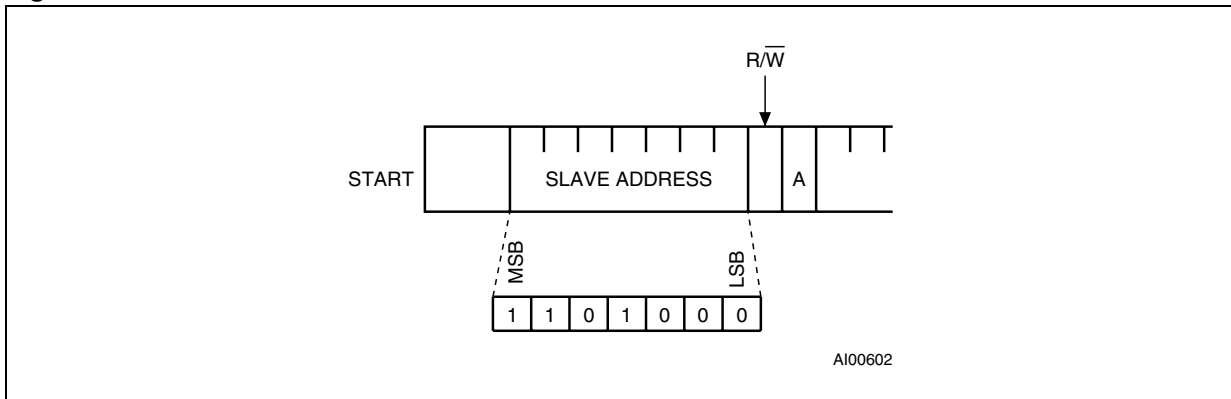 R/W̅
START
SLAVE ADDRESS
A
MSB
LSB
1 1 0 1 0 0 0
AI00602